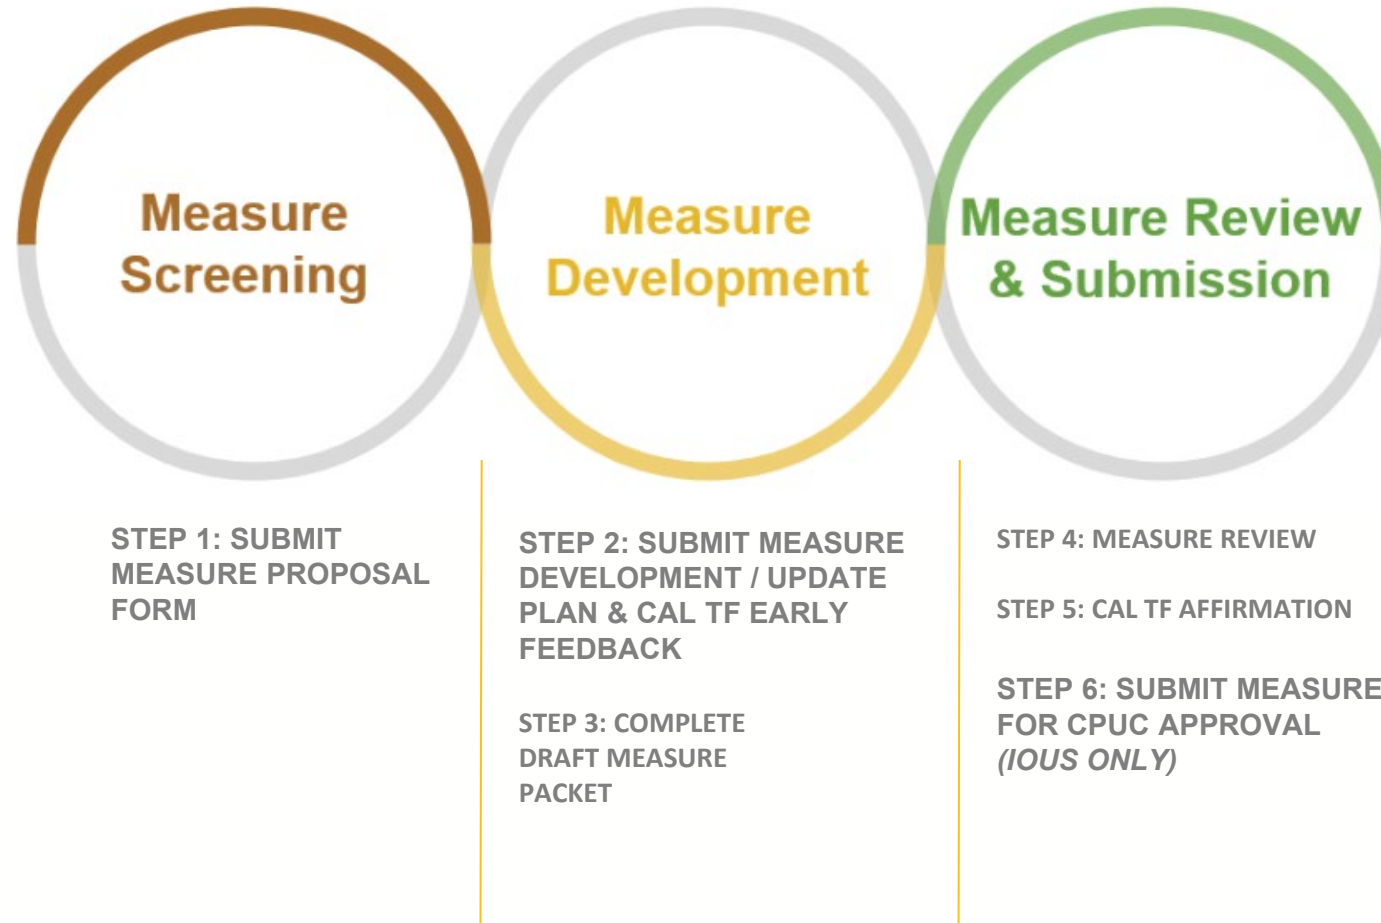 Measure
Screening
Measure
Development
Measure Review
& Submission
STEP 1: SUBMIT
MEASURE PROPOSAL
FORM
STEP 2: SUBMIT MEASURE
DEVELOPMENT / UPDATE
PLAN & CAL TF EARLY
FEEDBACK
STEP 3: COMPLETE
DRAFT MEASURE
PACKET
STEP 4: MEASURE REVIEW
STEP 5: CAL TF AFFIRMATION
STEP 6: SUBMIT MEASURE
FOR CPUC APPROVAL
(IOUS ONLY)